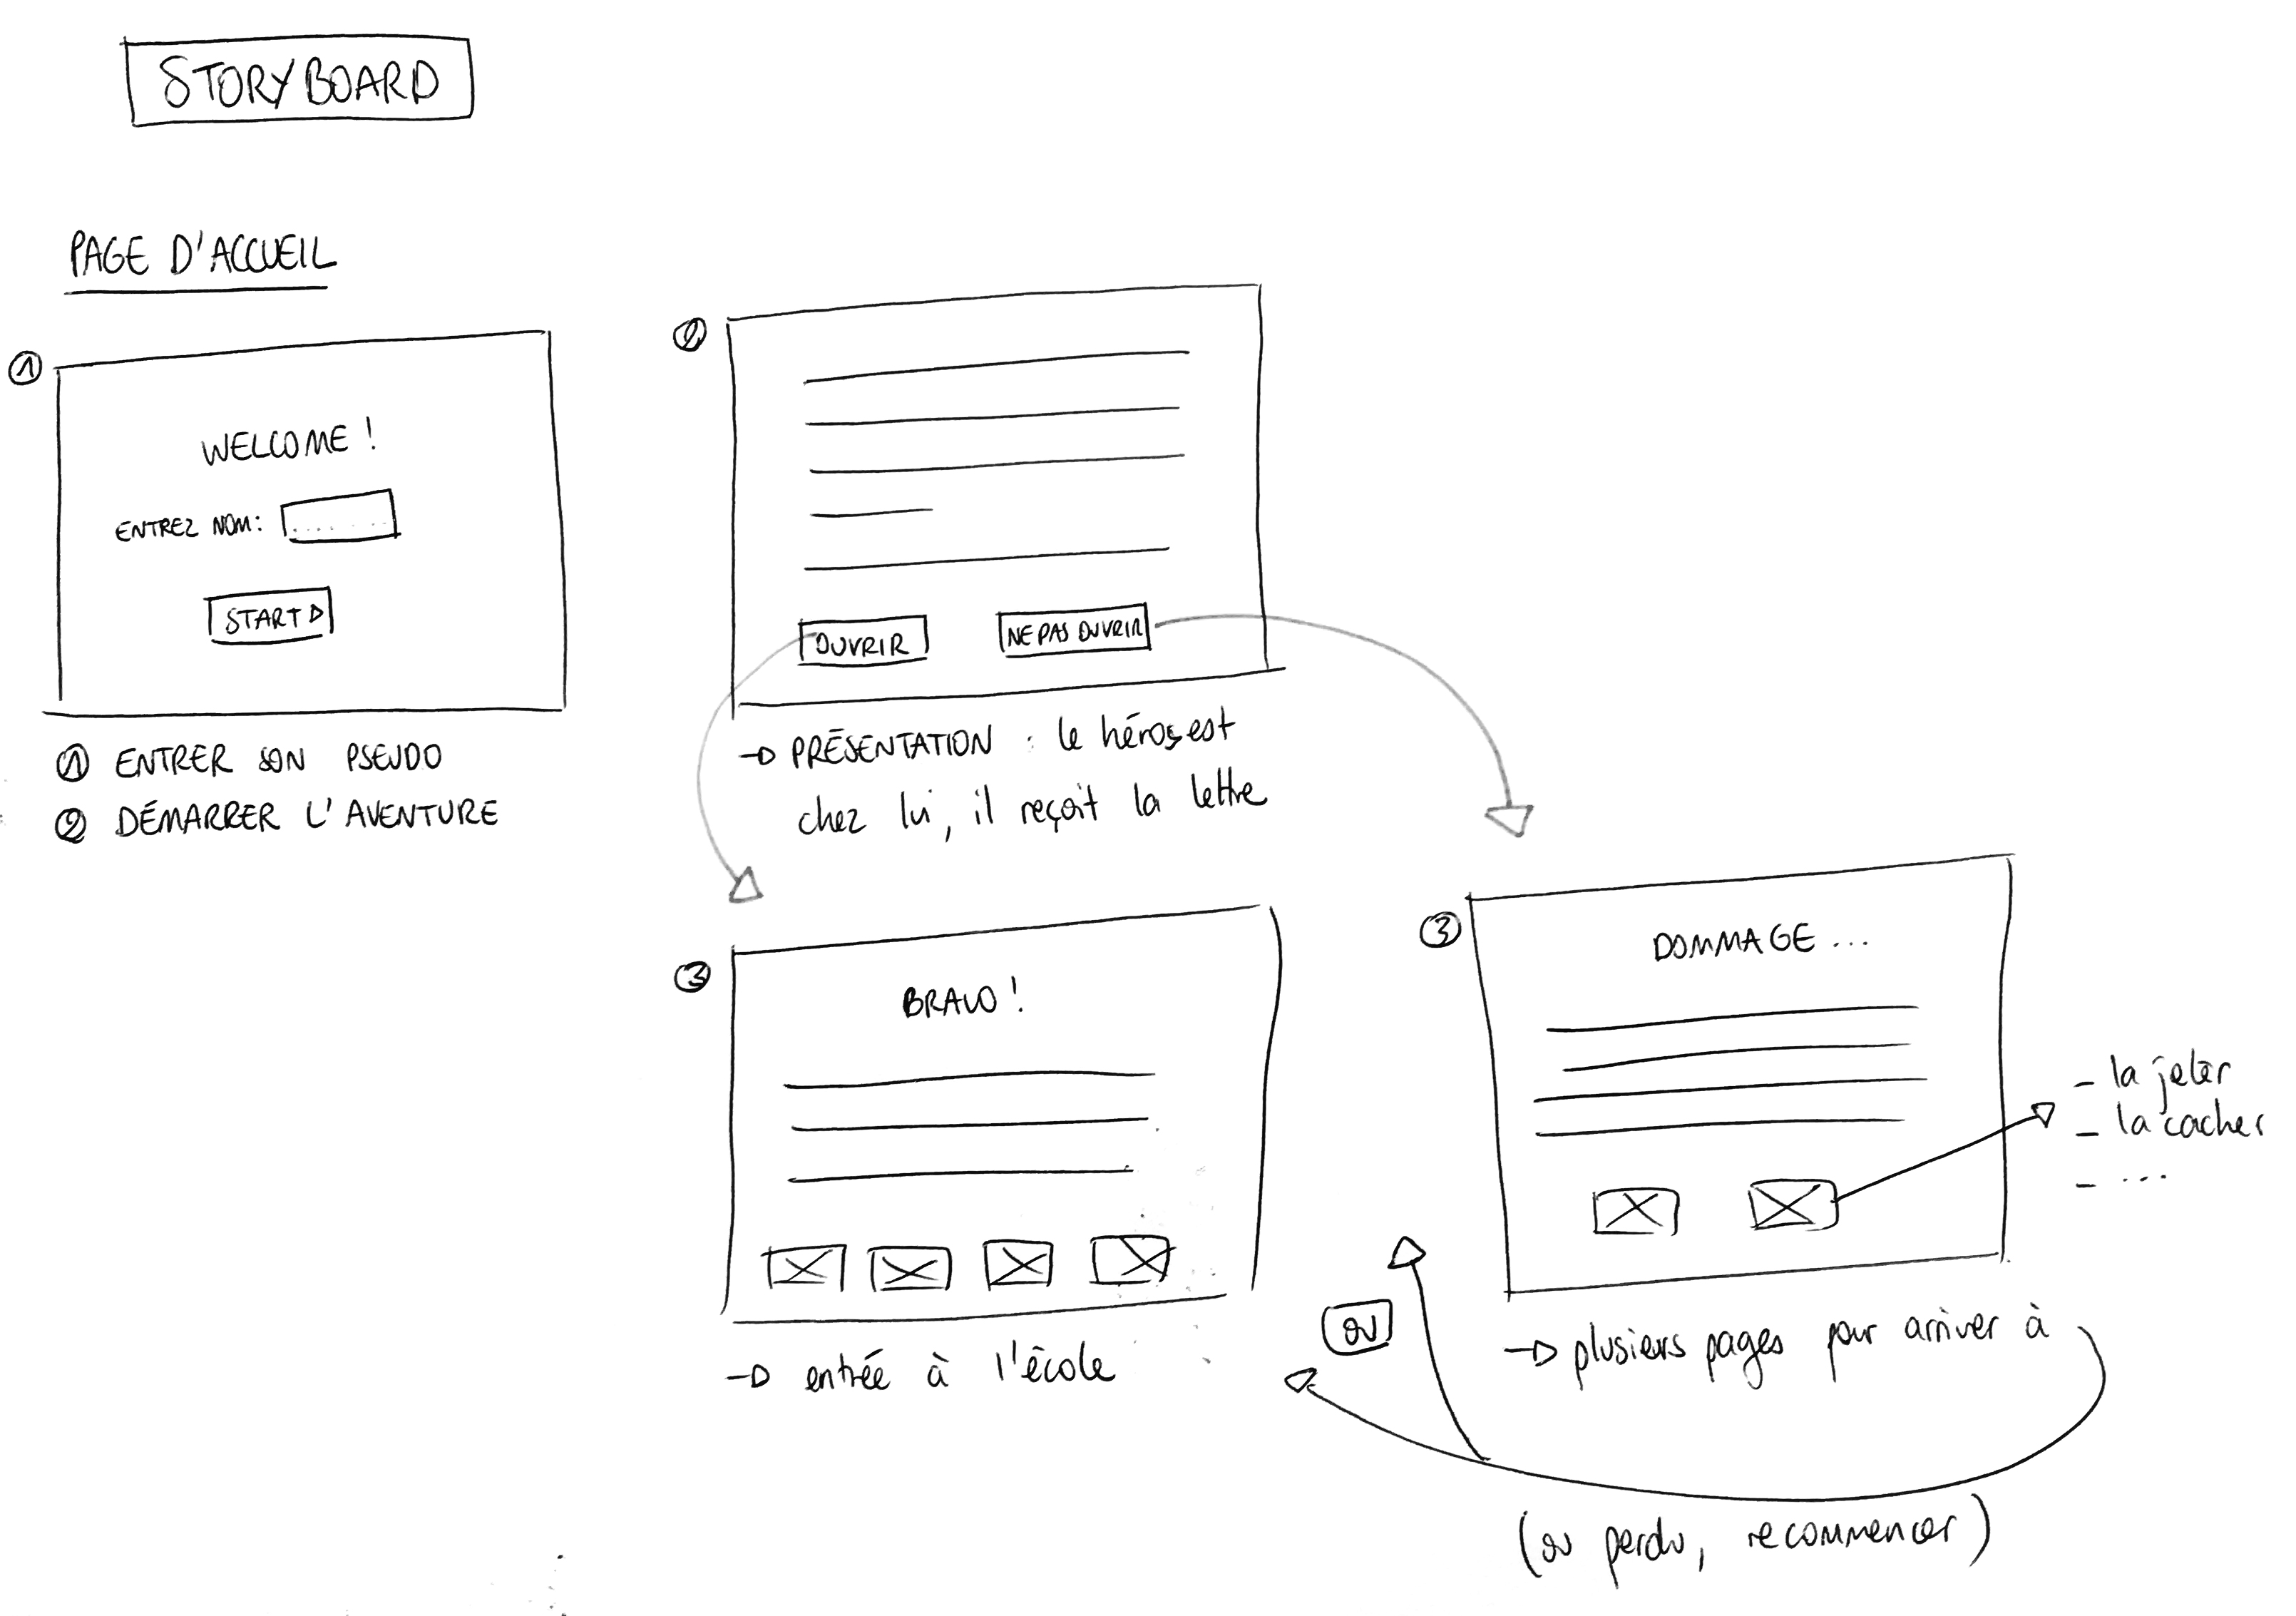 STORYBOARD
PAGE D'ACCUEIL
①
WELCOME !
ENTREZ NOM: ........
START
① ENTRER SON PSEUDO
② DÉMARRER L'AVENTURE
②
OUVRIR
NE PAS OUVRIR
PRÉSENTATION : le héros est
chez lui, il reçoit la lettre
③
BRAVO !
entrée à l'école
③
DOMMAGE ...
- la jeter
- la cacher
- ...
plusieurs pages pour arriver à
ou
(ou perdu, recommencer)